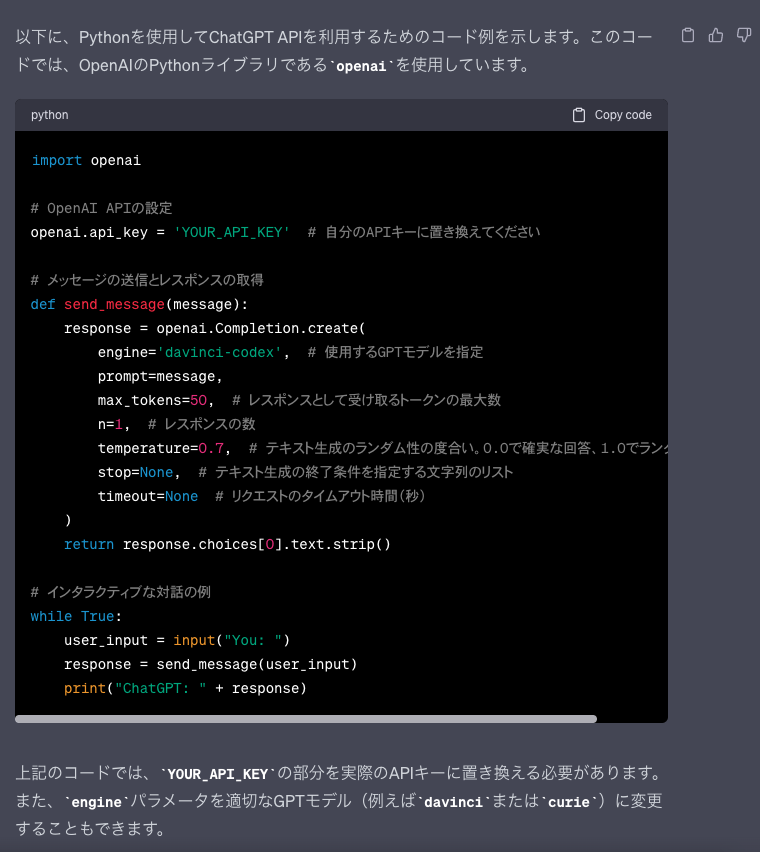 以下に、Pythonを使用してChatGPT APIを利用するためのコード例を示します。このコー
ドでは、OpenAIのPythonライブラリである`openai`を使用しています。
python
Copy code
import openai
# OpenAI APIの設定
openai.api_key = 'YOUR_API_KEY'  # 自分のAPIキーに置き換えてください
# メッセージの送信とレスポンスの取得
def send_message(message):
    response = openai.Completion.create(
        engine='davinci-codex',  # 使用するGPTモデルを指定
        prompt=message,
        max_tokens=50,  # レスポンスとして受け取るトークンの最大数
        n=1,  # レスポンスの数
        temperature=0.7,  # テキスト生成のランダム性の度合い。0.0で確実な回答、1.0でラン
        stop=None,  # テキスト生成の終了条件を指定する文字列のリスト
        timeout=None  # リクエストのタイムアウト時間（秒）
    )
    return response.choices[0].text.strip()
# インタラクティブな対話の例
while True:
    user_input = input("You: ")
    response = send_message(user_input)
    print("ChatGPT: " + response)
上記のコードでは、`YOUR_API_KEY`の部分を実際のAPIキーに置き換える必要があります。
また、`engine`パラメータを適切なGPTモデル（例えば`davinci`または`curie`）に変更
することもできます。